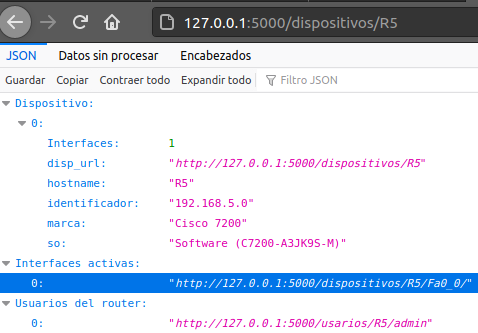 127.0.0.1:5000/dispositivos/R5
JSON Datos sin procesar Encabezados
Guardar Copiar Contraer todo Expandir todo Filtro JSON
Dispositivo:
0:
Interfaces: 1
disp_url: "http://127.0.0.1:5000/dispositivos/R5"
hostname: "R5"
identificador: "192.168.5.0"
marca: "Cisco 7200"
so: "Software (C7200-A3JK9S-M)"
Interfaces activas:
0: "http://127.0.0.1:5000/dispositivos/R5/Fa0_0/"
Usuarios del router:
0: "http://127.0.0.1:5000/usarios/R5/admin"